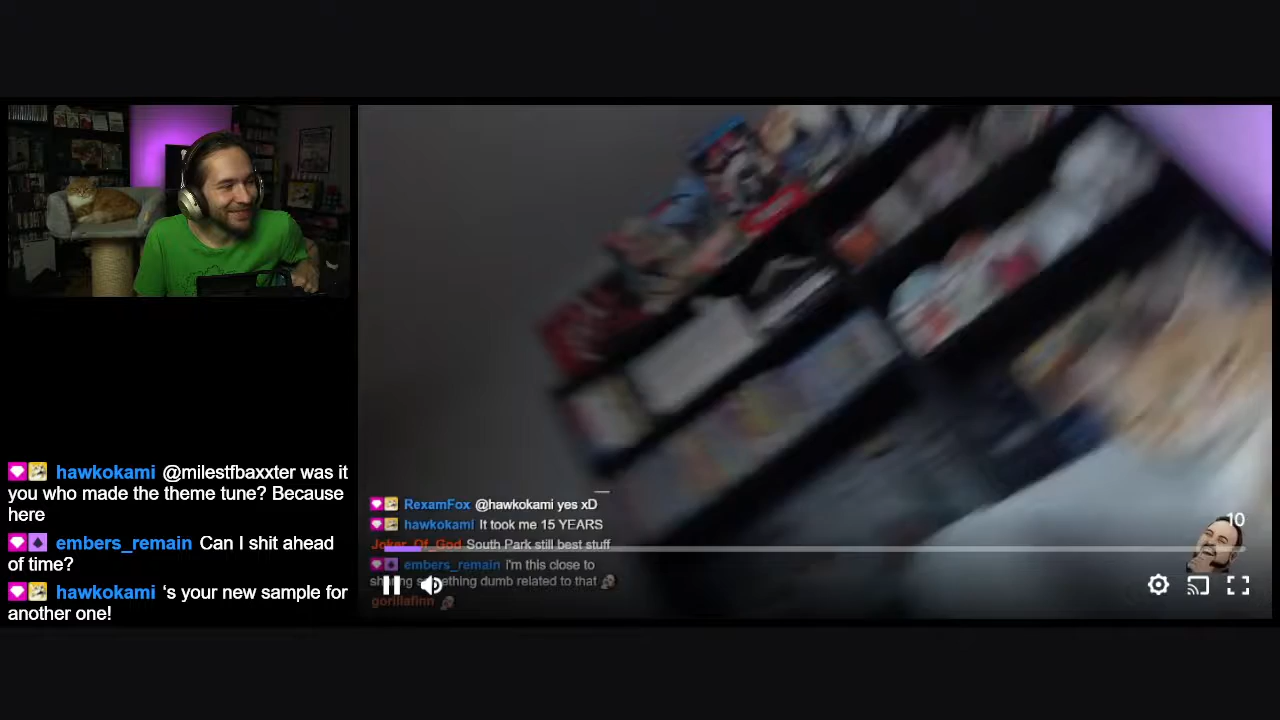 hawkokami @milestfbaxxter was it
you who made the theme tune? Because
here
embers_remain Can I shit ahead
of time?
hawkokami ‘s your new sample for
another one!
RexamFox @hawkokami yes xD
hawkokami It took me 15 YEARS
Joker_Of_God South Park still best stuff
embers_remain i'm this close to
something dumb related to that
gorillafinn
10